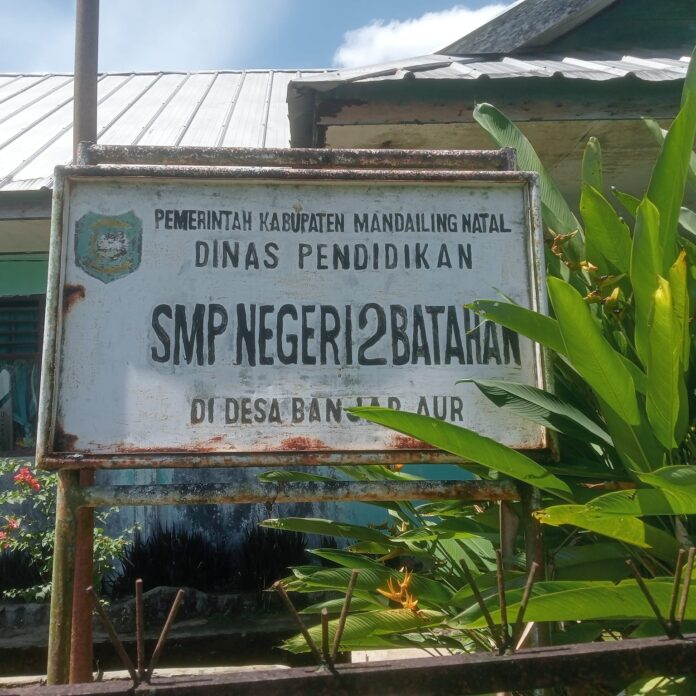 PEMERINTAH KABUPATEN MANDAILING NATAL
DINAS PENDIDIKAN
SMP NEGERI 2 BATAHAN
DI DESA BANJAR AUR